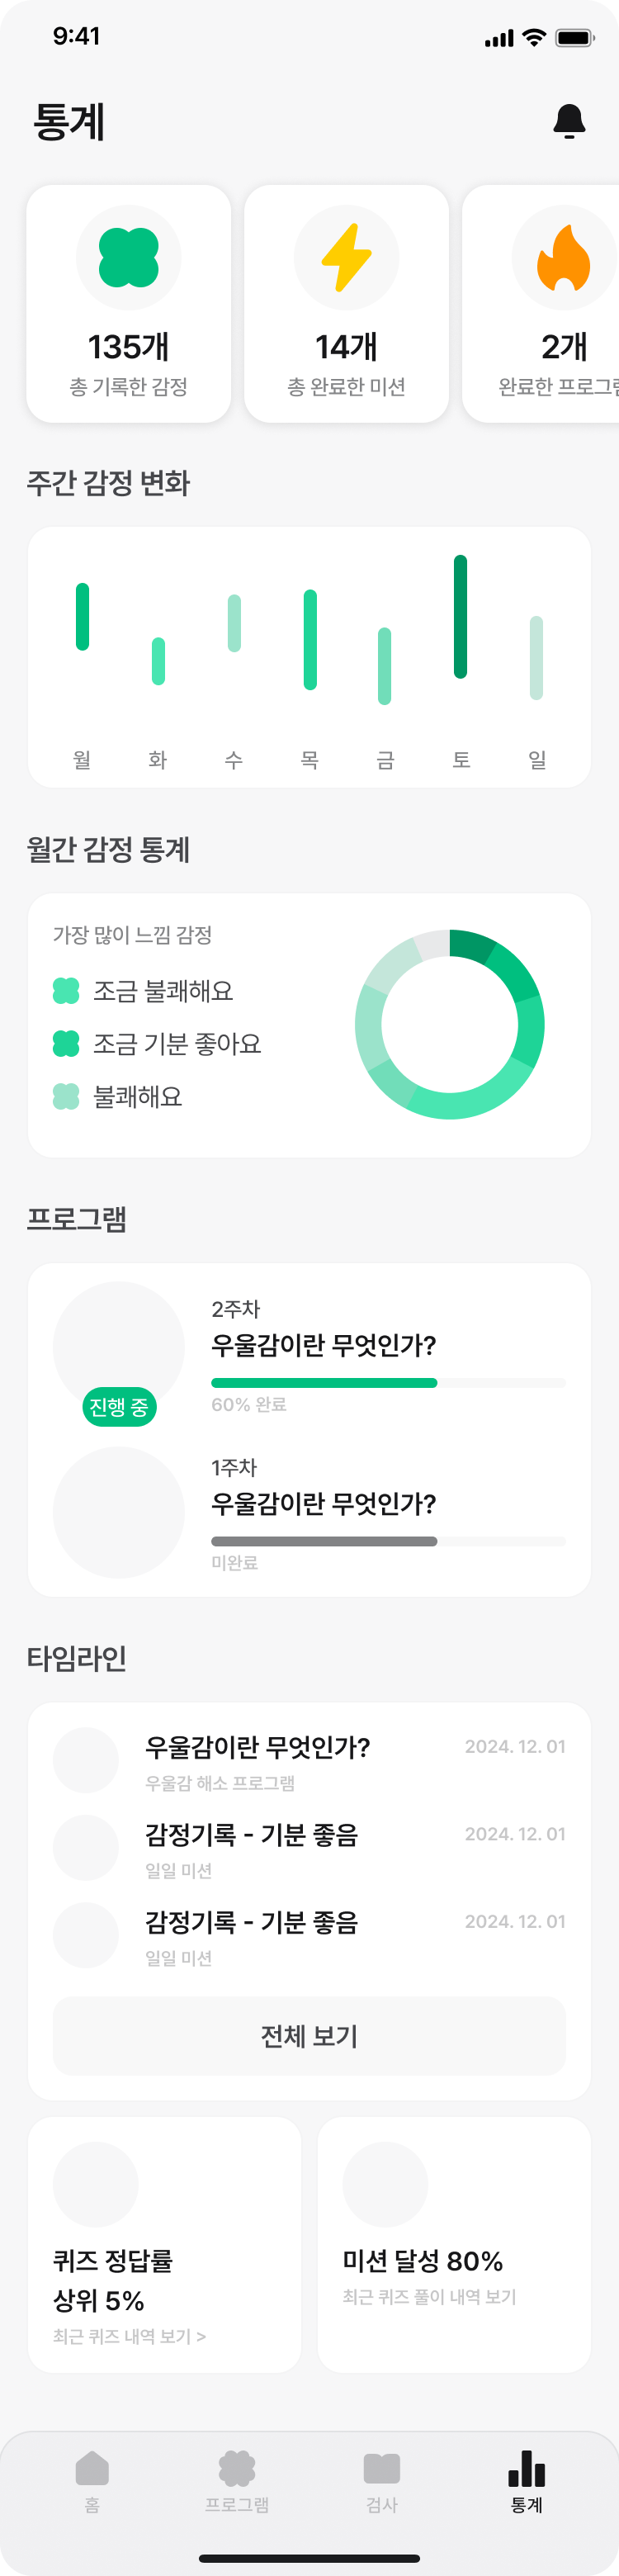 9:41
통계
135개
총 기록한 감정
14개
총 완료한 미션
2개
완료한 프로그램
주간 감정 변화
월 화 수 목 금 토 일
월간 감정 통계
가장 많이 느낌 감정
조금 불쾌해요
조금 기분 좋아요
불쾌해요
프로그램
2주차
우울감이란 무엇인가?
60% 완료
진행 중
1주차
우울감이란 무엇인가?
미완료
타임라인
우울감이란 무엇인가? 2024. 12. 01
우울감 해소 프로그램
감정기록 - 기분 좋음 2024. 12. 01
일일 미션
감정기록 - 기분 좋음 2024. 12. 01
일일 미션
전체 보기
퀴즈 정답률
상위 5%
최근 퀴즈 내역 보기 >
미션 달성 80%
최근 퀴즈 풀이 내역 보기
홈 프로그램 검사 통계